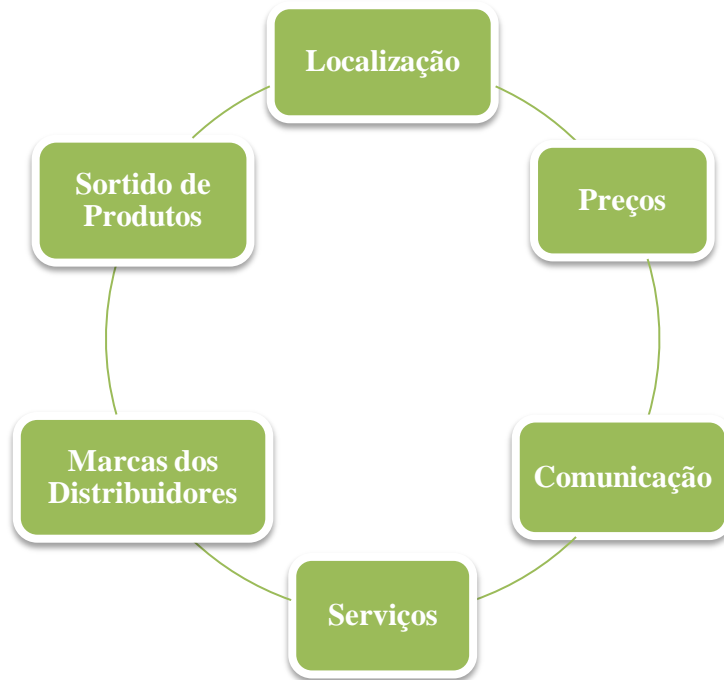 Localização
Preços
Comunicação
Serviços
Marcas dos
Distribuidores
Sortido de
Produtos